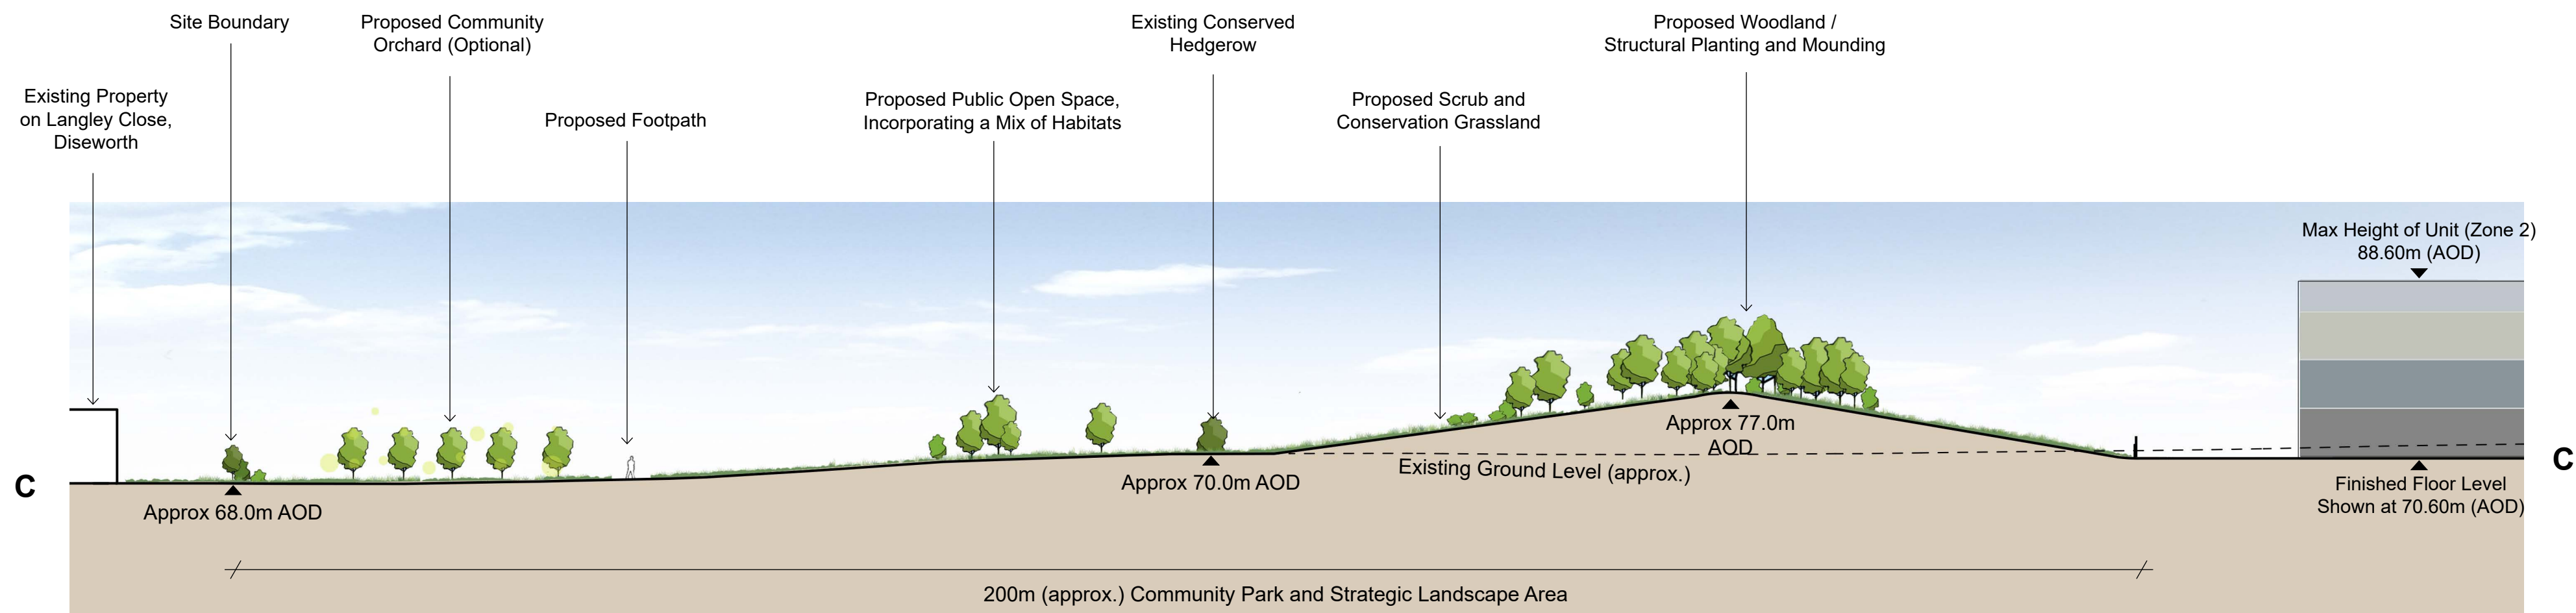 Site Boundary
Proposed Community
Orchard (Optional)
Existing Conserved
Hedgerow
Proposed Woodland /
Structural Planting and Mounding
Existing Property
on Langley Close,
Diseworth
Proposed Footpath
Proposed Public Open Space,
Incorporating a Mix of Habitats
Proposed Scrub and
Conservation Grassland
Max Height of Unit (Zone 2)
88.60m (AOD)
Approx 77.0m
AOD
Existing Ground Level (approx.)
C
Approx 68.0m AOD
Approx 70.0m AOD
Finished Floor Level
Shown at 70.60m (AOD)
C
200m (approx.) Community Park and Strategic Landscape Area